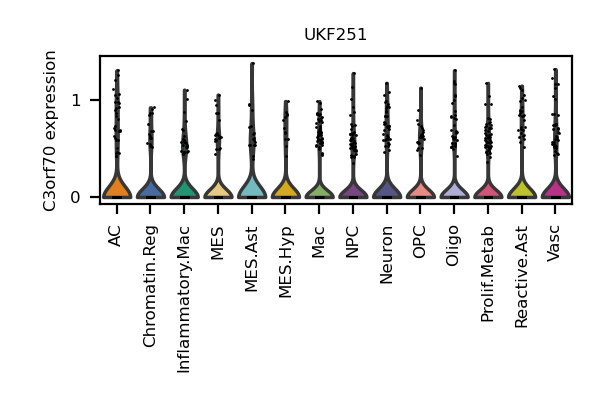 UKF251
C3orf70 expression
1
0
AC
Chromatin.Reg
Inflammatory.Mac
MES
MES.Ast
MES.Hyp
Mac
NPC
Neuron
OPC
Oligo
Prolif.Metab
Reactive.Ast
Vasc